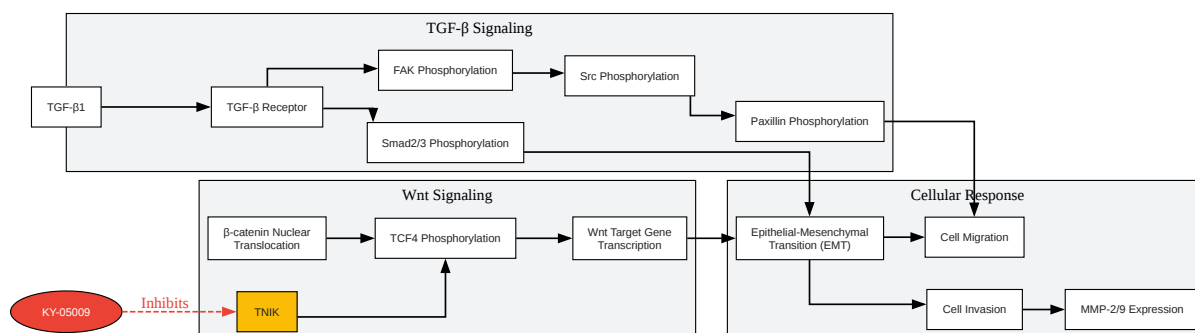 TGF-β Signaling
FAK Phosphorylation
Src Phosphorylation
TGF-β1
TGF-β Receptor
Paxillin Phosphorylation
Smad2/3 Phosphorylation
Wnt Signaling
Cellular Response
β-catenin Nuclear
Translocation
TCF4 Phosphorylation
Wnt Target Gene
Transcription
Epithelial-Mesenchymal
Transition (EMT)
Cell Migration
KY-05009
Inhibits
TNIK
Cell Invasion
MMP-2/9 Expression